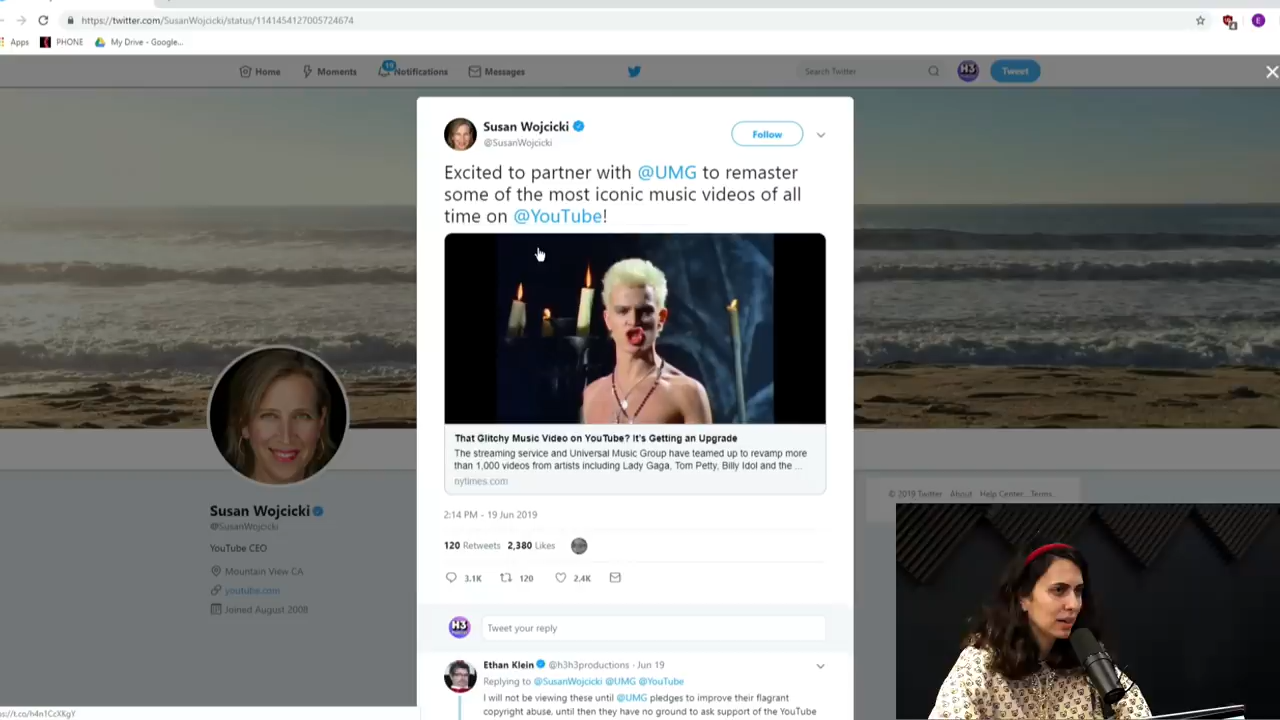 https://twitter.com/SusanWojcicki/status/1141454127005724674
Apps PHONE My Drive - Google...
Home Moments 19 Notifications Messages Search Twitter H3 Tweet
Susan Wojcicki
@SusanWojcicki
Follow
Excited to partner with @UMG to remaster
some of the most iconic music videos of all
time on @YouTube!
That Glitchy Music Video on YouTube? It's Getting an Upgrade
The streaming service and Universal Music Group have teamed up to revamp more
than 1,000 videos from artists including Lady Gaga, Tom Petty, Billy Idol and the ...
nytimes.com
2:14 PM - 19 Jun 2019
120 Retweets 2,380 Likes
3.1K 120 2.4K
H3 Tweet your reply
Ethan Klein @h3h3productions · Jun 19
Replying to @SusanWojcicki @UMG @YouTube
I will not be viewing these until @UMG pledges to improve their flagrant
copyright abuse, until then they have no ground to ask support of the YouTube
Susan Wojcicki
@SusanWojcicki
YouTube CEO
Mountain View CA
youtube.com
Joined August 2008
© 2019 Twitter About Help Center Terms
s://t.co/h4n1CcXKgY